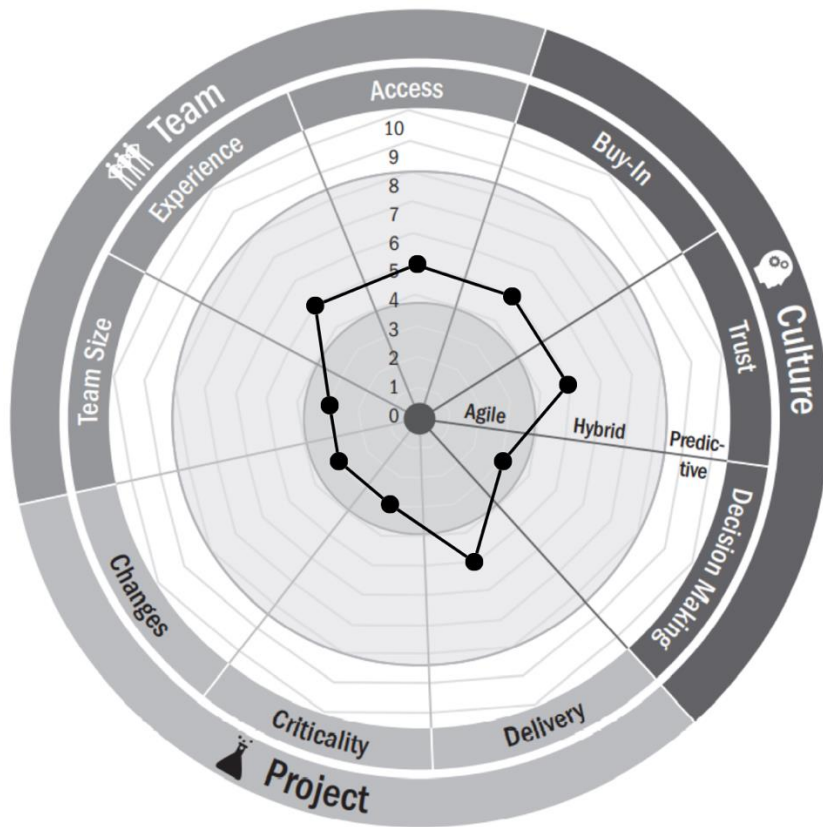 Team
Culture
Project
Access
Buy-In
Trust
Decision Making
Delivery
Criticality
Changes
Team Size
Experience
10
9
8
7
6
5
4
3
2
1
0
Agile
Hybrid
Predic-
tive